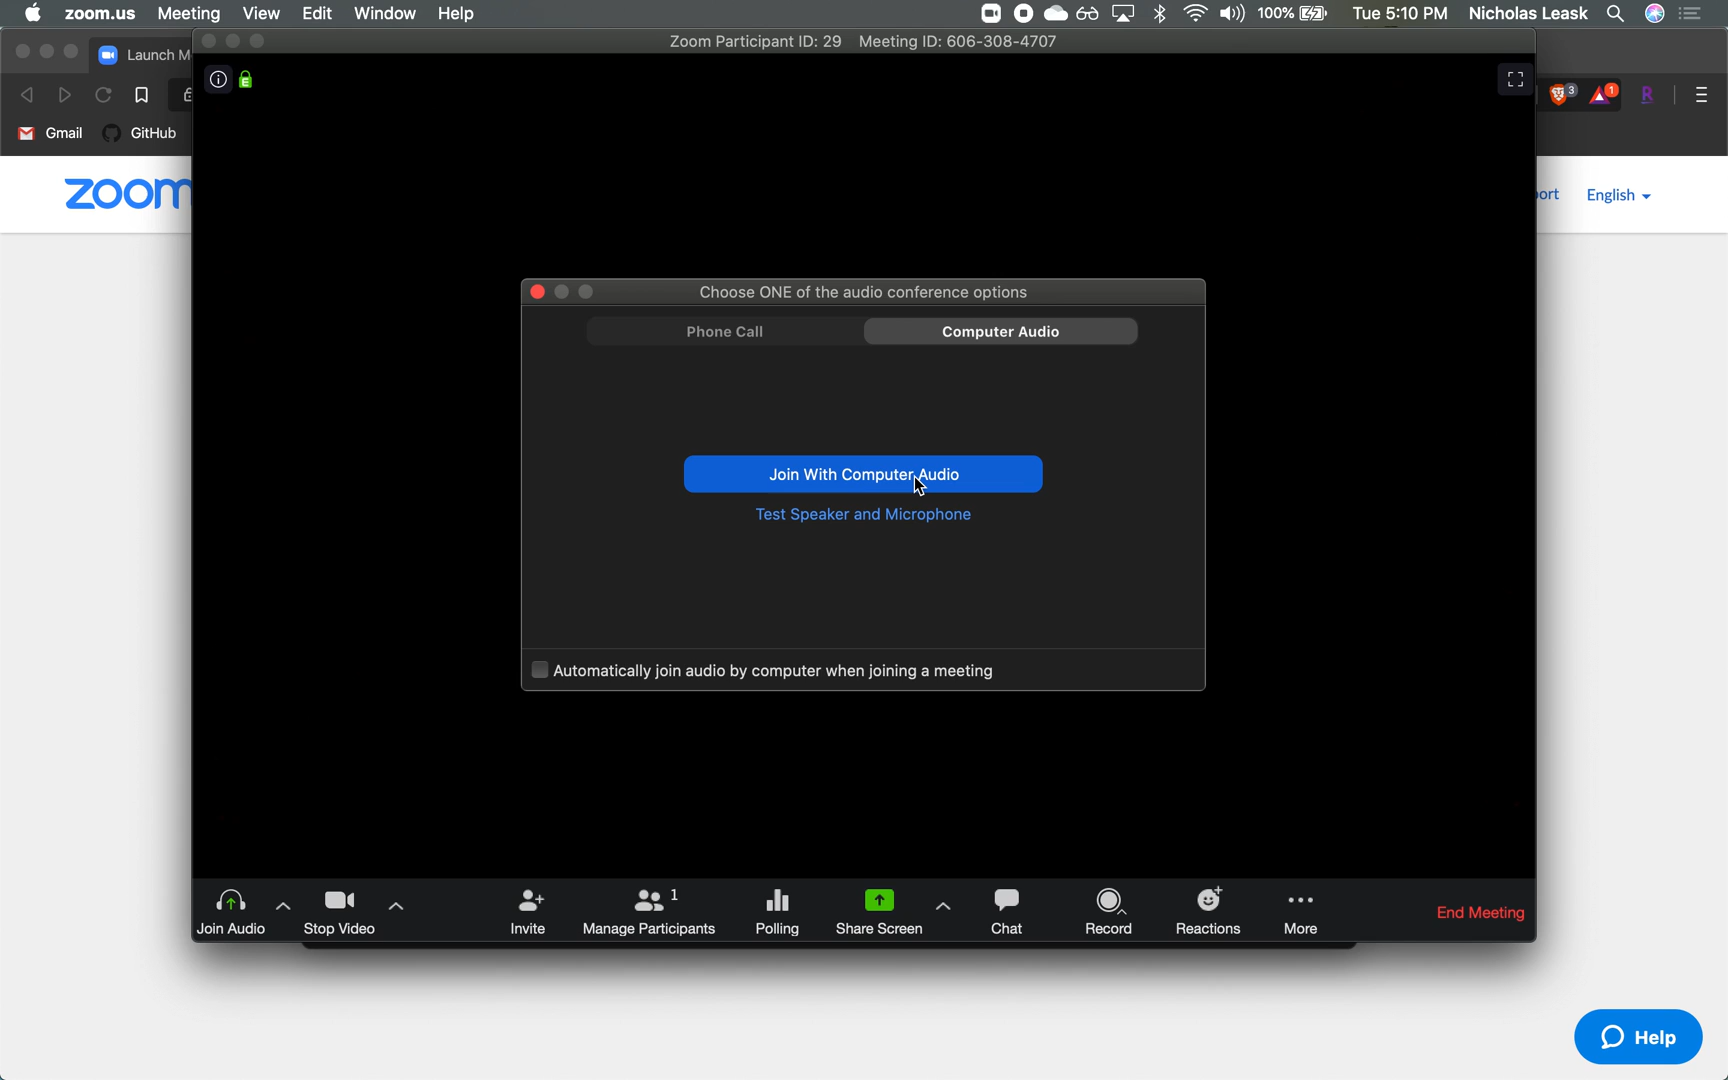 zoom.us Meeting View Edit Window Help 100% Tue 5:10 PM Nicholas Leask
Zoom Participant ID: 29 Meeting ID: 606-308-4707
Launch M
3 1 R
Gmail GitHub
zoom
English
Choose ONE of the audio conference options
Phone Call Computer Audio
Join With Computer Audio
Test Speaker and Microphone
Automatically join audio by computer when joining a meeting
1
Join Audio Stop Video Invite Manage Participants Polling Share Screen Chat Record Reactions More End Meeting
Help